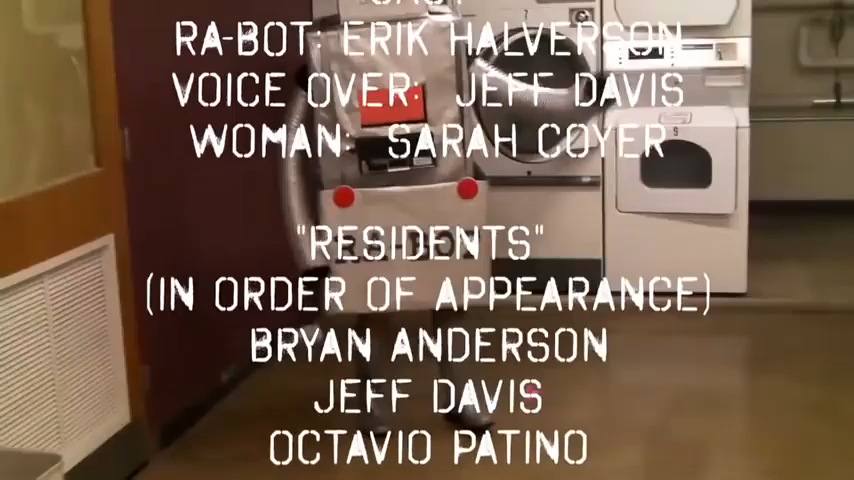 RA-BOT: ERIK HALVERSON
VOICE OVER: JEFF DAVIS
WOMAN: SARAH COYER
"RESIDENTS"
(IN ORDER OF APPEARANCE)
BRYAN ANDERSON
JEFF DAVIS
OCTAVIO PATINO